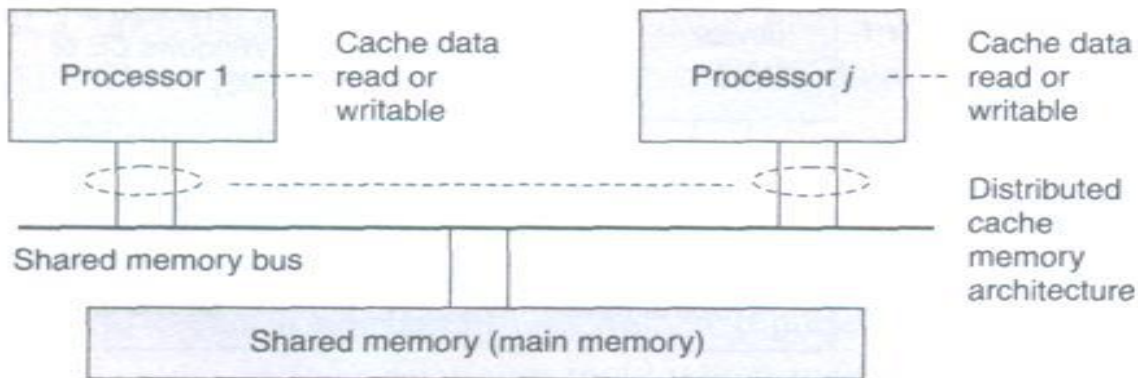 Processor 1
Cache data
read or
writable
Processor j
Cache data
read or
writable
Distributed
cache
memory
architecture
Shared memory bus
Shared memory (main memory)